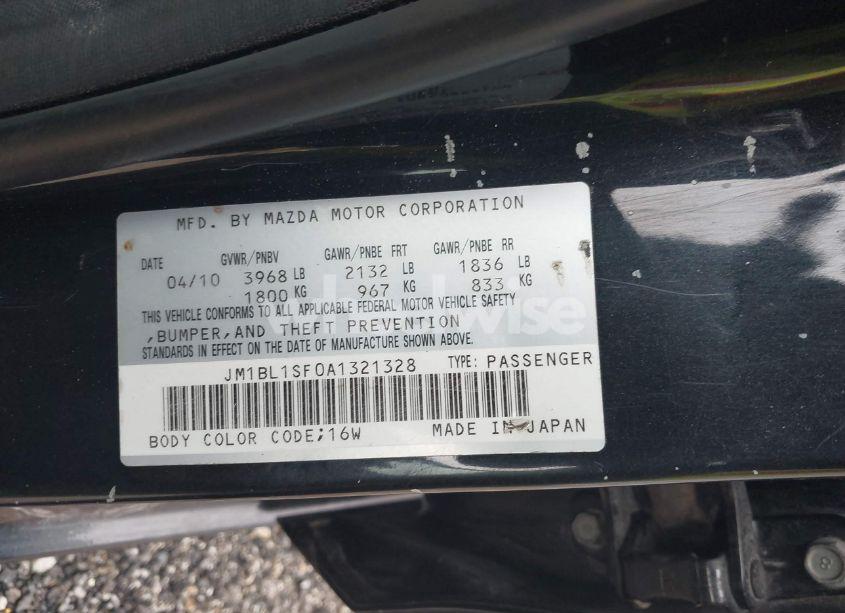 MFD. BY MAZDA MOTOR CORPORATION
DATE GVWR/PNBV GAWR/PNBE FRT GAWR/PNBE RR
04/10 3968 LB 2132 LB 1836 LB
1800 KG 967 KG 833 KG
THIS VEHICLE CONFORMS TO ALL APPLICABLE FEDERAL MOTOR VEHICLE SAFETY
,BUMPER,AND THEFT PREVENTION
STANDARDS IN EFFECT ON THE DATE OF MANUFACTURE SHOWN ABOVE.
JM1BL1SF0A1321328 TYPE: PASSENGER
BODY COLOR CODE;16W MADE IN JAPAN
8